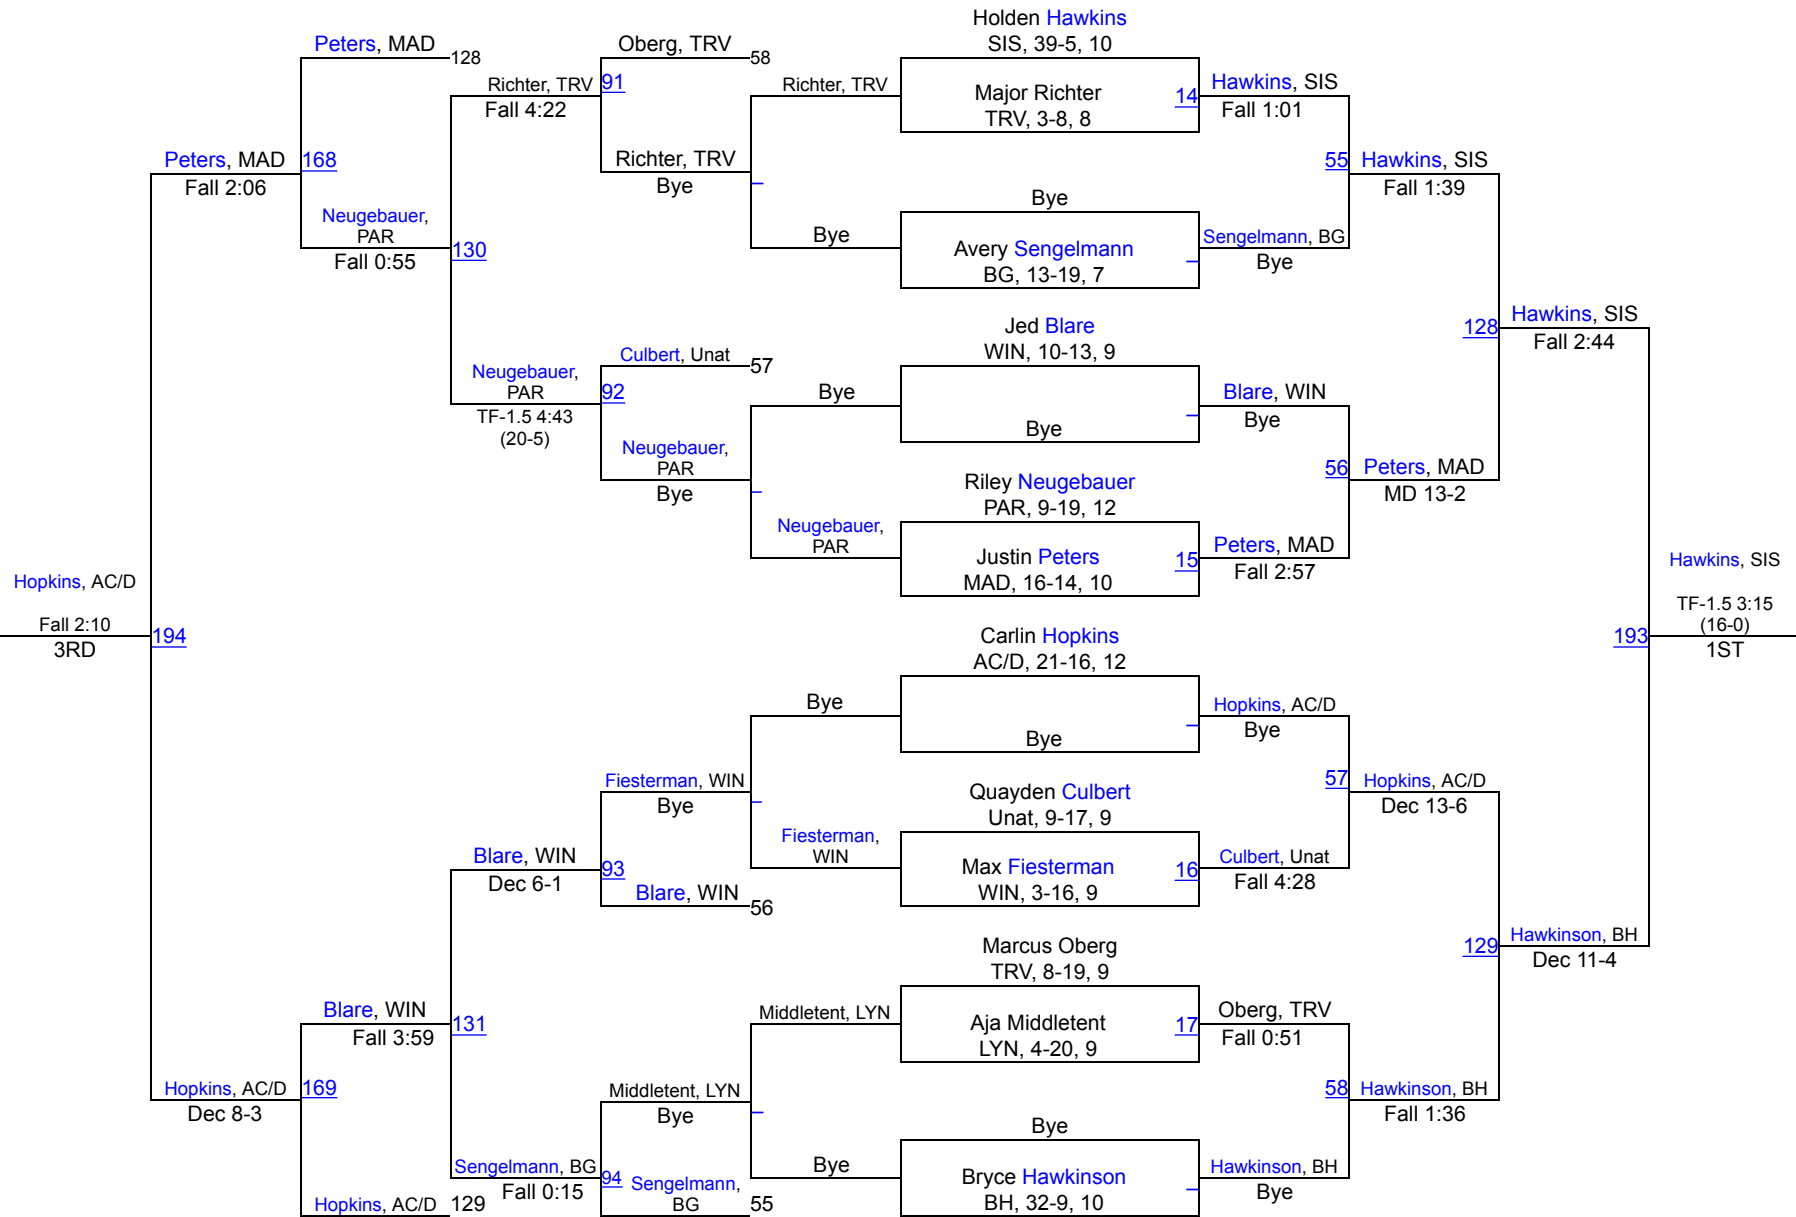 Holden Hawkins
SIS, 39-5, 10
Peters, MAD
128
Oberg, TRV
58
Richter, TRV
91
Fall 4:22
Richter, TRV
Major Richter
TRV, 3-8, 8
14
Hawkins, SIS
Fall 1:01
Peters, MAD
168
Fall 2:06
Richter, TRV
Bye
55
Hawkins, SIS
Fall 1:39
Bye
Neugebauer,
PAR
Fall 0:55
130
Bye
Avery Sengelmann
BG, 13-19, 7
Sengelmann, BG
Bye
Jed Blare
WIN, 10-13, 9
128
Hawkins, SIS
Fall 2:44
Culbert, Unat
57
Neugebauer,
PAR
92
TF-1.5 4:43
(20-5)
Bye
Bye
Blare, WIN
Bye
Neugebauer,
PAR
Bye
Riley Neugebauer
PAR, 9-19, 12
56
Peters, MAD
MD 13-2
Neugebauer,
PAR
Justin Peters
MAD, 16-14, 10
15
Peters, MAD
Fall 2:57
Hopkins, AC/D
Fall 2:10
3RD
194
Hawkins, SIS
TF-1.5 3:15
(16-0)
193
1ST
Carlin Hopkins
AC/D, 21-16, 12
Bye
Bye
Hopkins, AC/D
Bye
Fiesterman, WIN
Bye
Quayden Culbert
Unat, 9-17, 9
57
Hopkins, AC/D
Dec 13-6
Fiesterman,
WIN
Blare, WIN
Dec 6-1
93
Max Fiesterman
WIN, 3-16, 9
16
Culbert, Unat
Fall 4:28
Blare, WIN
56
Marcus Oberg
TRV, 8-19, 9
129
Hawkinson, BH
Dec 11-4
Blare, WIN
Fall 3:59
131
Middletent, LYN
Aja Middletent
LYN, 4-20, 9
17
Oberg, TRV
Fall 0:51
Hopkins, AC/D
169
Dec 8-3
Middletent, LYN
Bye
58
Hawkinson, BH
Fall 1:36
Bye
Sengelmann, BG
94
Fall 0:15
Sengelmann,
BG
55
Bye
Bryce Hawkinson
BH, 32-9, 10
Hawkinson, BH
Bye
Hopkins, AC/D
129